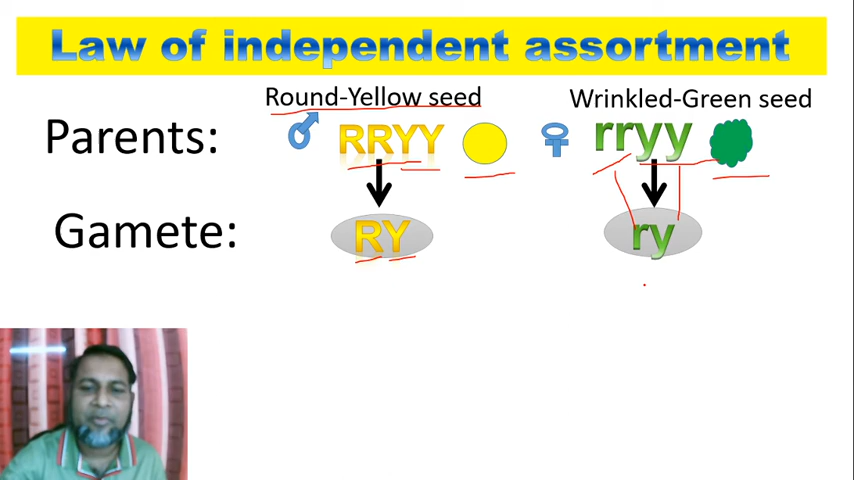 Law of independent assortment
Round-Yellow seed
Wrinkled-Green seed
Parents: RRYY rryy
Gamete: RY ry